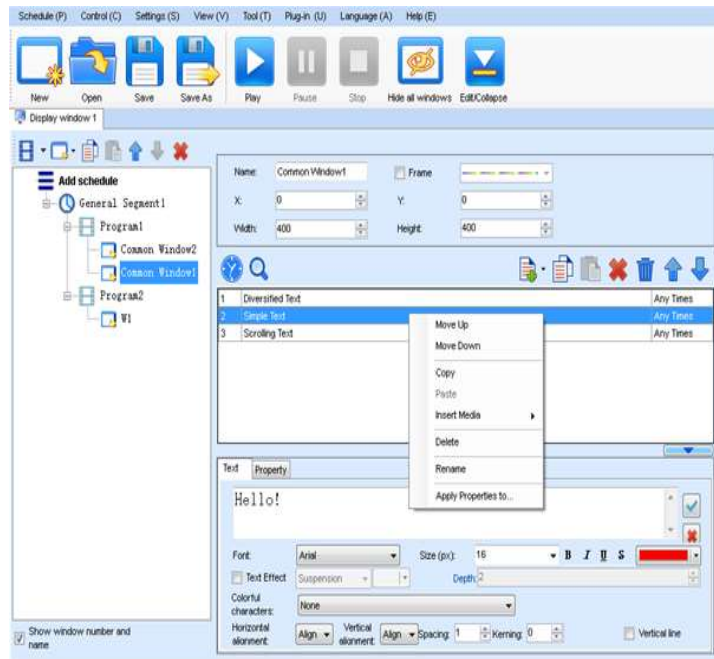 Schedule (P) Control (C) Settings (S) View (V) Tool (T) Plug-in (U) Language (A) Help (E)
New Open Save Save As Play Pause Stop Hide all windows Edit/Collapse
Display window 1
Add schedule
General Segment1
Program1
Common Window2
Common Window1
Program2
W1
Show window number and name
Name: Common Window1 Frame
X: 0 Y: 0
Width: 400 Height: 400
1 Diversified Text Any Times
2 Simple Text Any Times
3 Scrolling Text Any Times
Move Up
Move Down
Copy
Paste
Insert Media
Delete
Rename
Apply Properties to...
Text Property
Hello!
Font: Arial Size (px): 16 B I U S
Text Effect Suspension Depth: 2
Colorful characters: None
Horizontal alignment: Align Vertical alignment: Align Spacing: 1 Kerning: 0 Vertical line